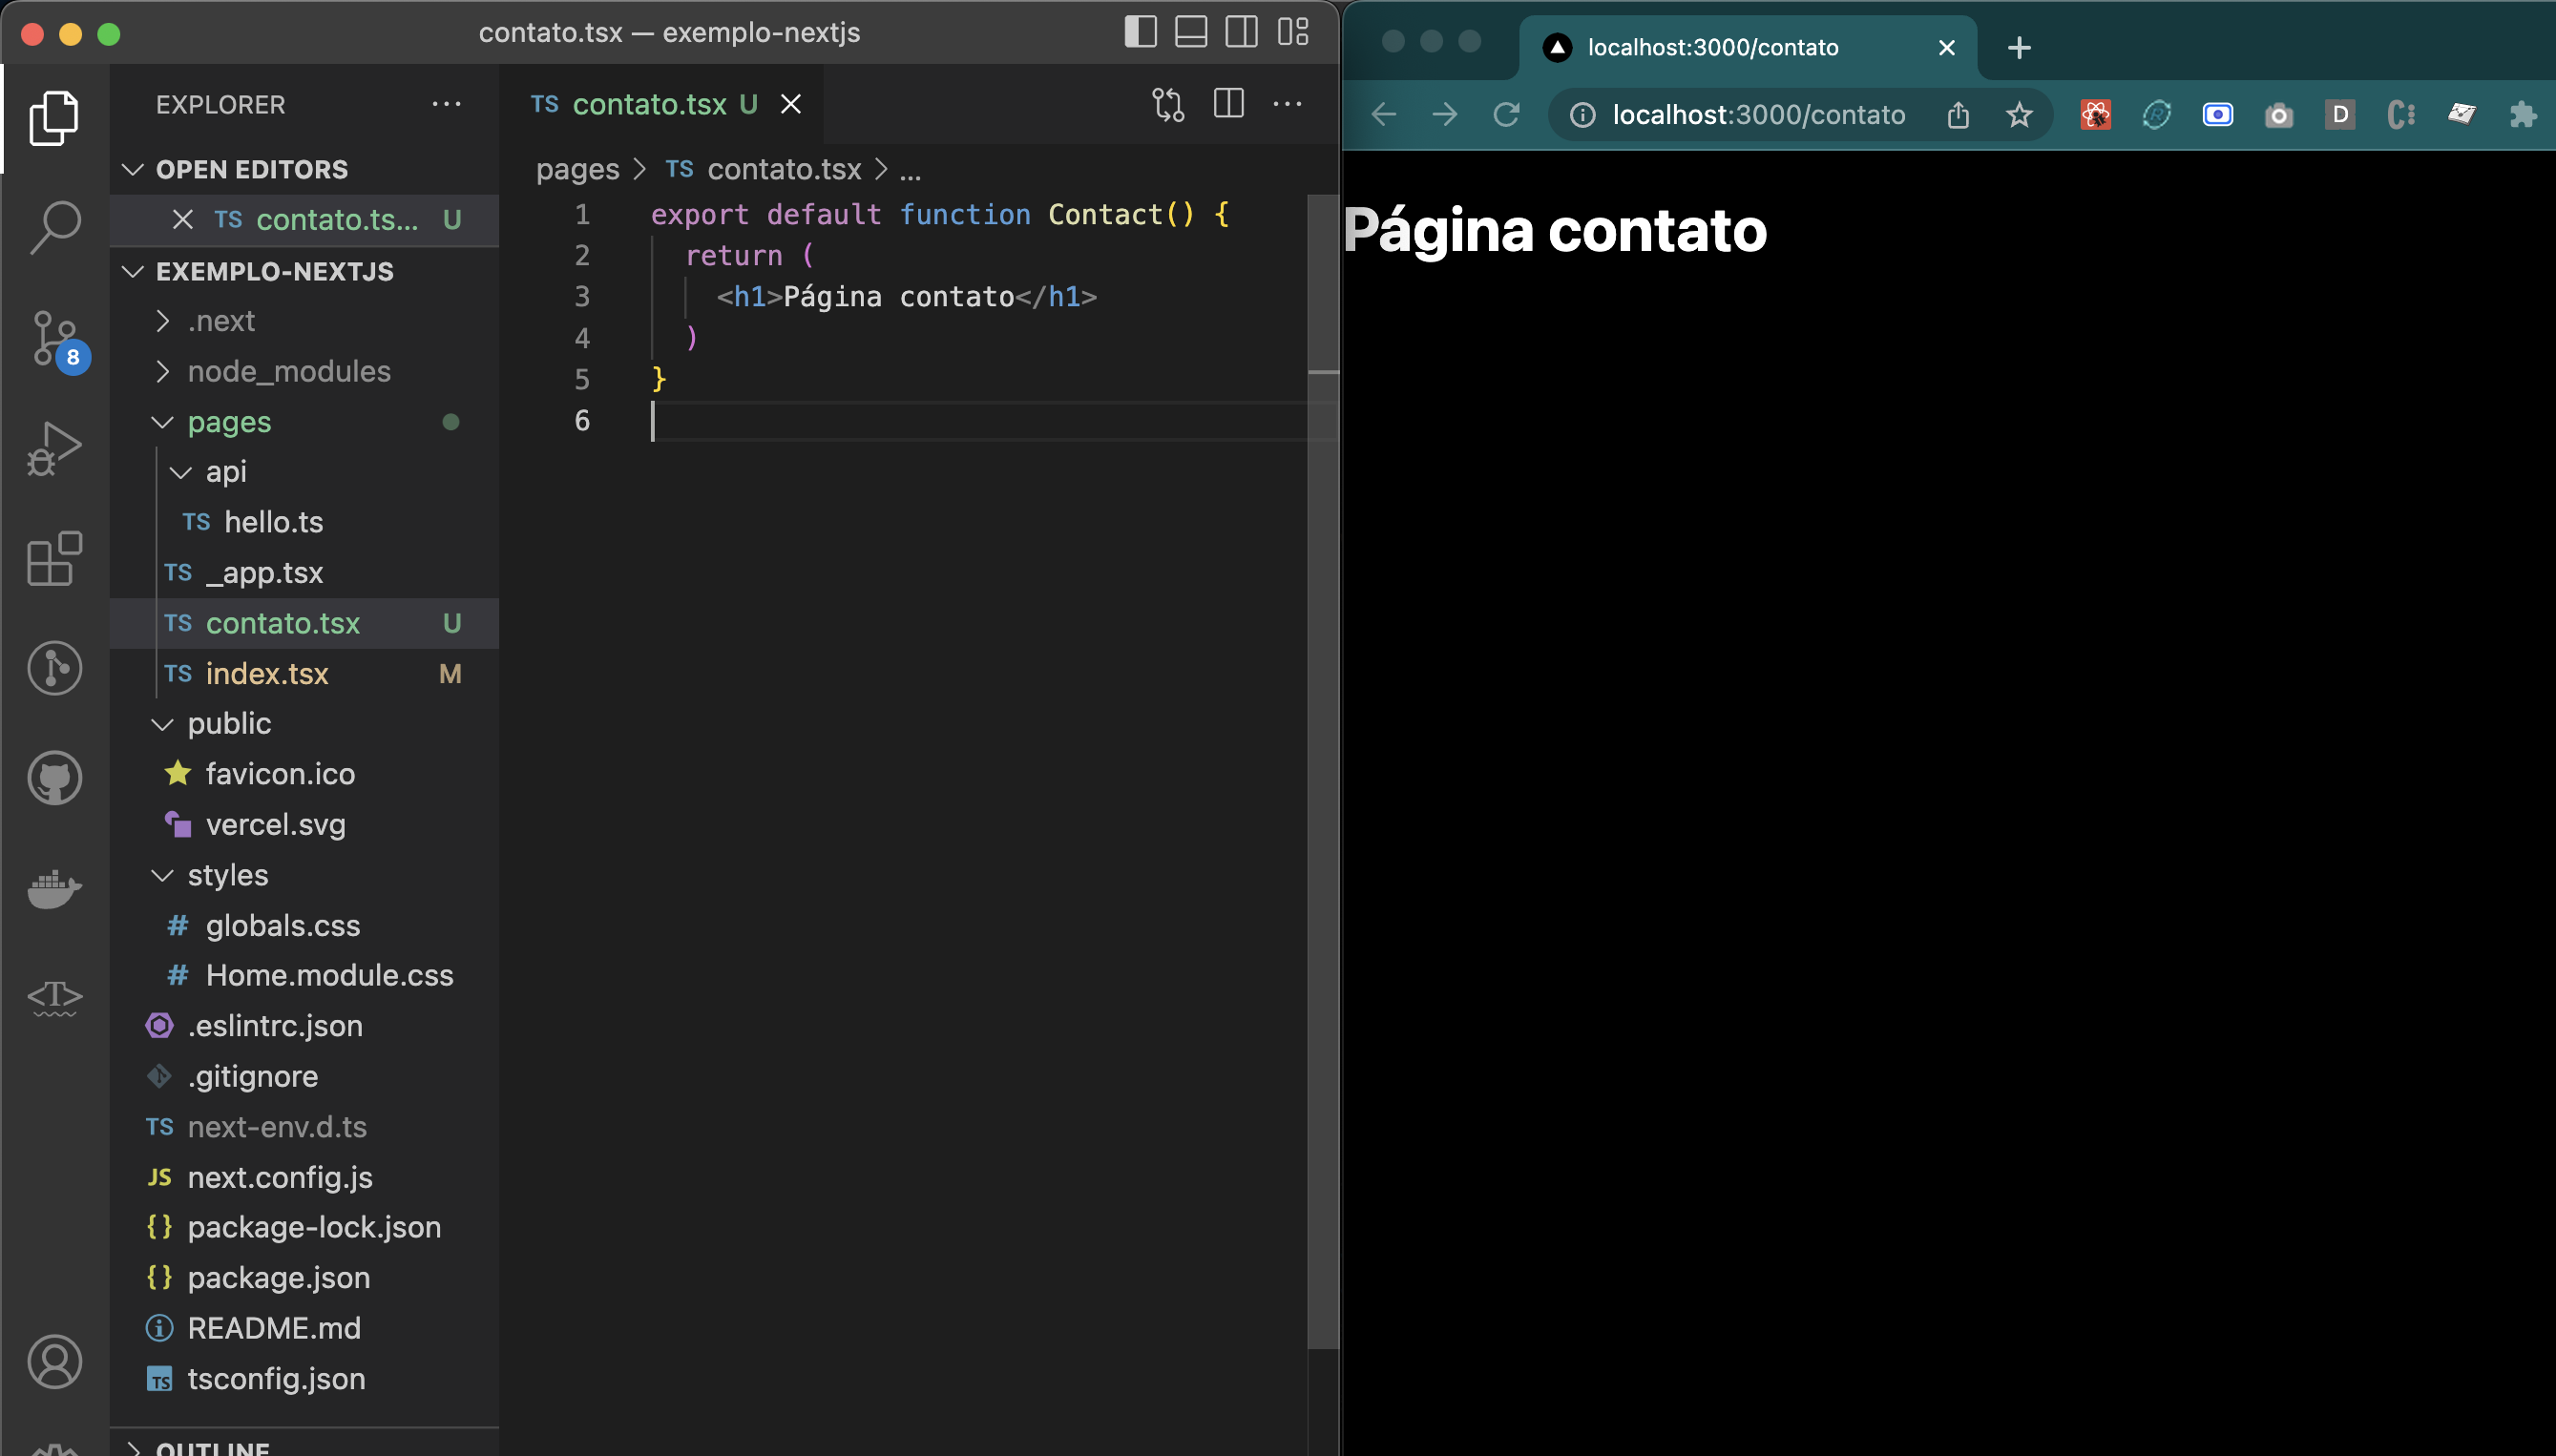 contato.tsx — exemplo-nextjs
EXPLORER
OPEN EDITORS
TS contato.ts... U
EXEMPLO-NEXTJS
.next
node_modules
pages
api
TS hello.ts
TS _app.tsx
TS contato.tsx U
TS index.tsx M
public
favicon.ico
vercel.svg
styles
# globals.css
# Home.module.css
.eslintrc.json
.gitignore
TS next-env.d.ts
JS next.config.js
{} package-lock.json
{} package.json
README.md
TS tsconfig.json
OUTLINE
8
<T>
TS contato.tsx U
pages > TS contato.tsx > ...
1 export default function Contact() {
2 return (
3 <h1>Página contato</h1>
4 )
5 }
6
localhost:3000/contato
localhost:3000/contato
D
Página contato